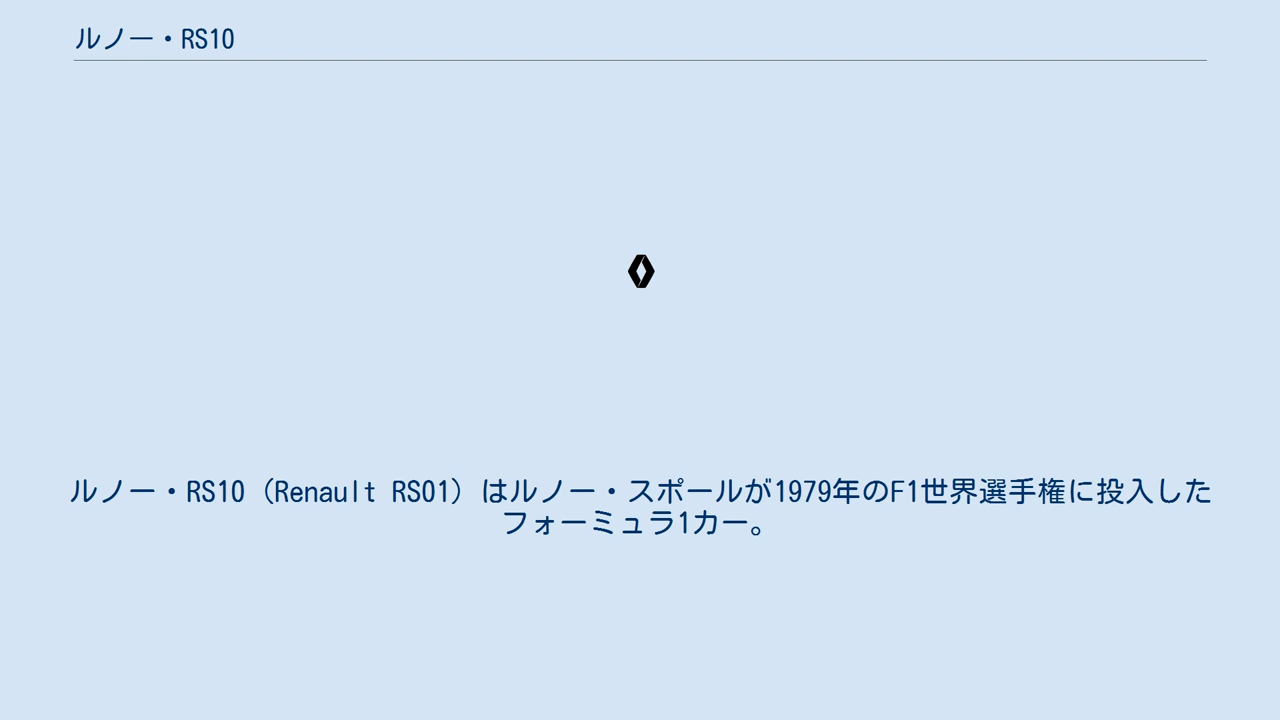 ルノー・RS10
ルノー・RS10（Renault RS01）はルノー・スポールが1979年のF1世界選手権に投入した
フォーミュラ1カー。